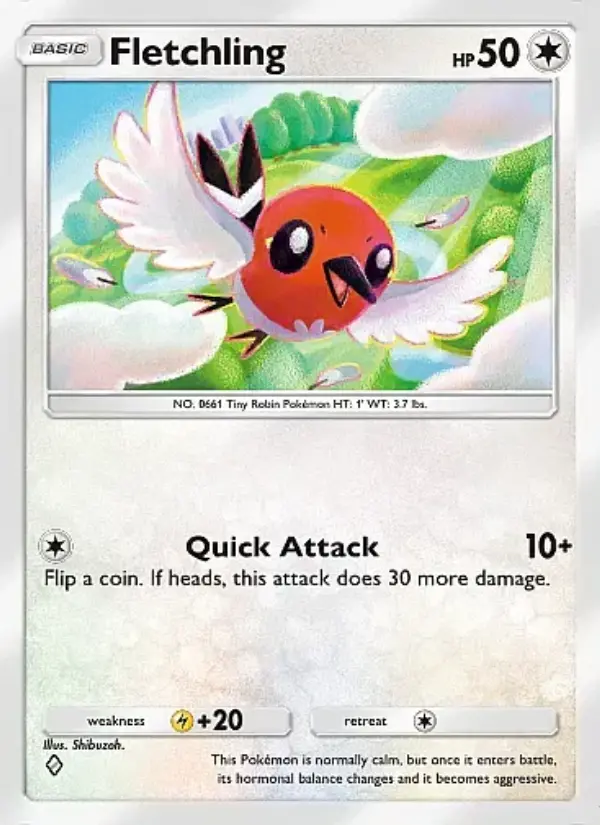 BASIC Fletchling HP 50
NO. 0661 Tiny Robin Pokémon HT: 1' WT: 3.7 lbs.
Quick Attack 10+
Flip a coin. If heads, this attack does 30 more damage.
weakness +20 retreat
Illus. Shibuzoh.
This Pokémon is normally calm, but once it enters battle,
its hormonal balance changes and it becomes aggressive.